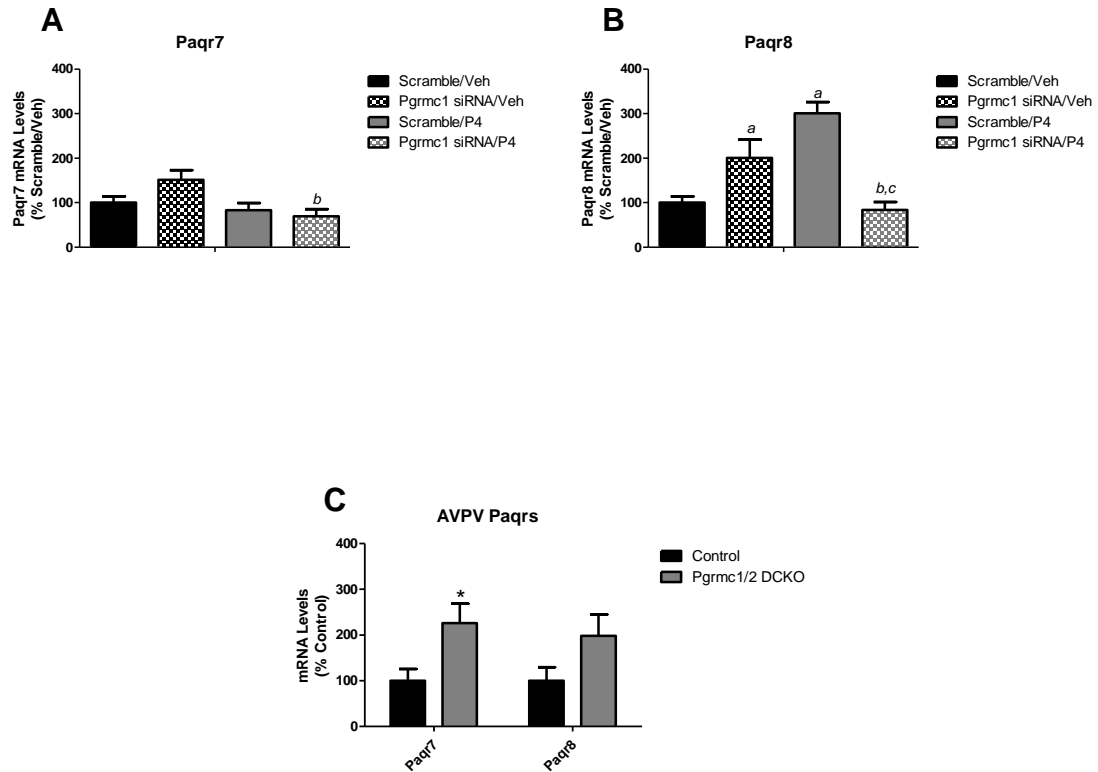 A
Paqr7
Paqr7 mRNA Levels
(% Scramble/Veh)
400
300
200
100
0
b
Scramble/Veh
Pgrmc1 siRNA/Veh
Scramble/P4
Pgrmc1 siRNA/P4
B
Paqr8
Paqr8 mRNA Levels
(% Scramble/Veh)
400
300
200
100
0
a
a
b,c
Scramble/Veh
Pgrmc1 siRNA/Veh
Scramble/P4
Pgrmc1 siRNA/P4
C
AVPV Paqrs
mRNA Levels
(% Control)
400
300
200
100
0
*
Paqr7
Paqr8
Control
Pgrmc1/2 DCKO